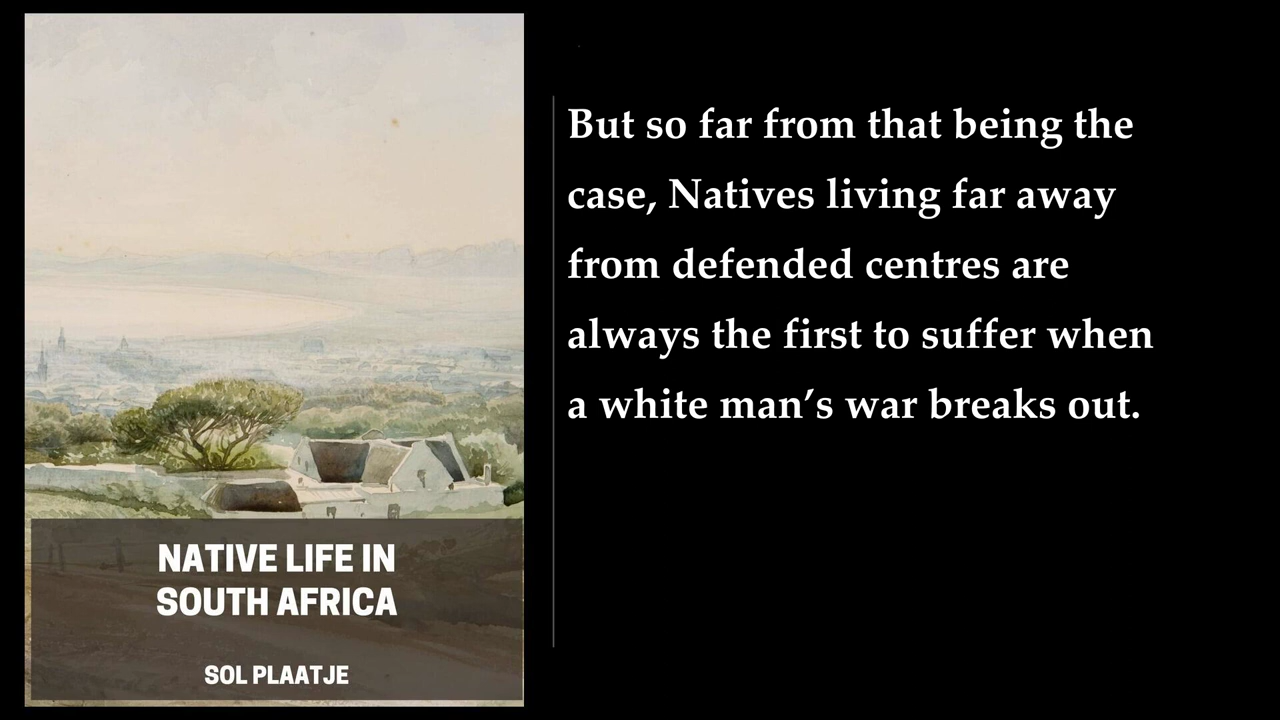 NATIVE LIFE IN
SOUTH AFRICA
SOL PLAATJE
But so far from that being the
case, Natives living far away
from defended centres are
always the first to suffer when
a white man’s war breaks out.